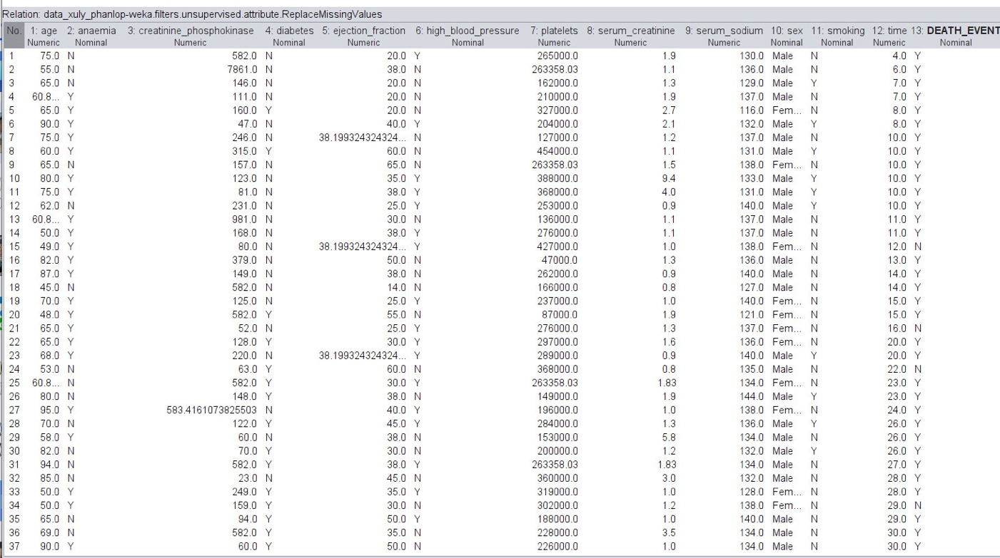 Relation: data_xuly_phanlop-weka.filters.unsupervised.attribute.ReplaceMissingValues
No. 1: age 2: anaemia 3: creatinine_phosphokinase 4: diabetes 5: ejection_fraction 6: high_blood_pressure 7: platelets 8: serum_creatinine 9: serum_sodium 10: sex 11: smoking 12: time 13: DEATH_EVENT
Numeric Nominal Numeric Nominal Numeric Nominal Numeric Numeric Numeric Nominal Nominal Numeric Nominal
1 75.0 N 582.0 N 20.0 Y 265000.0 1.9 130.0 Male N 4.0 Y
2 55.0 N 7861.0 N 38.0 N 263358.03 1.1 136.0 Male N 6.0 Y
3 65.0 N 146.0 N 20.0 N 162000.0 1.3 129.0 Male Y 7.0 Y
4 60.8... Y 111.0 N 20.0 N 210000.0 1.9 137.0 Male N 7.0 Y
5 65.0 Y 160.0 Y 20.0 N 327000.0 2.7 116.0 Fem... N 8.0 Y
6 90.0 Y 47.0 N 40.0 Y 204000.0 2.1 132.0 Male Y 8.0 Y
7 75.0 Y 246.0 N 38.199324324324... N 127000.0 1.2 137.0 Male N 10.0 Y
8 60.0 Y 315.0 Y 60.0 N 454000.0 1.1 131.0 Male Y 10.0 Y
9 65.0 N 157.0 N 65.0 N 263358.03 1.5 138.0 Fem... N 10.0 Y
10 80.0 Y 123.0 N 35.0 Y 388000.0 9.4 133.0 Male Y 10.0 Y
11 75.0 Y 81.0 N 38.0 Y 368000.0 4.0 131.0 Male Y 10.0 Y
12 62.0 N 231.0 N 25.0 Y 253000.0 0.9 140.0 Male Y 10.0 Y
13 60.8... Y 981.0 N 30.0 N 136000.0 1.1 137.0 Male N 11.0 Y
14 50.0 Y 168.0 N 38.0 Y 276000.0 1.1 137.0 Male N 11.0 Y
15 49.0 Y 80.0 N 38.199324324324... Y 427000.0 1.0 138.0 Fem... N 12.0 N
16 82.0 Y 379.0 N 50.0 N 47000.0 1.3 136.0 Male N 13.0 Y
17 87.0 Y 149.0 N 38.0 N 262000.0 0.9 140.0 Male N 14.0 Y
18 45.0 N 582.0 N 14.0 N 166000.0 0.8 127.0 Male N 14.0 Y
19 70.0 Y 125.0 N 25.0 Y 237000.0 1.0 140.0 Fem... N 15.0 Y
20 48.0 Y 582.0 Y 55.0 N 87000.0 1.9 121.0 Fem... N 15.0 Y
21 65.0 Y 52.0 N 25.0 Y 276000.0 1.3 137.0 Fem... N 16.0 N
22 65.0 Y 128.0 Y 30.0 Y 297000.0 1.6 136.0 Fem... N 20.0 Y
23 68.0 Y 220.0 N 38.199324324324... Y 289000.0 0.9 140.0 Male Y 20.0 Y
24 53.0 N 63.0 Y 60.0 N 368000.0 0.8 135.0 Male N 22.0 N
25 60.8... N 582.0 Y 30.0 Y 263358.03 1.83 134.0 Fem... N 23.0 Y
26 80.0 N 148.0 Y 38.0 N 149000.0 1.9 144.0 Male Y 23.0 Y
27 95.0 Y 583.4161073825503 N 40.0 Y 196000.0 1.0 138.0 Fem... N 24.0 Y
28 70.0 N 122.0 Y 45.0 Y 284000.0 1.3 136.0 Male Y 26.0 Y
29 58.0 Y 60.0 N 38.0 N 153000.0 5.8 134.0 Male N 26.0 Y
30 82.0 N 70.0 Y 30.0 N 200000.0 1.2 132.0 Male Y 26.0 Y
31 94.0 N 582.0 Y 38.0 Y 263358.03 1.83 134.0 Male N 27.0 Y
32 85.0 N 23.0 N 45.0 N 360000.0 3.0 132.0 Male N 28.0 Y
33 50.0 Y 249.0 Y 35.0 Y 319000.0 1.0 128.0 Fem... N 28.0 Y
34 50.0 Y 159.0 Y 30.0 N 302000.0 1.2 138.0 Fem... N 29.0 N
35 65.0 N 94.0 Y 50.0 Y 188000.0 1.0 140.0 Male N 29.0 Y
36 69.0 N 582.0 Y 35.0 N 228000.0 3.5 134.0 Male N 30.0 Y
37 90.0 Y 60.0 Y 50.0 N 226000.0 1.0 134.0 Male N 30.0 Y